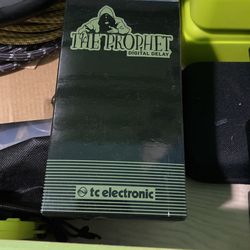 THE PROPHET
DIGITAL DELAY
tc electronic